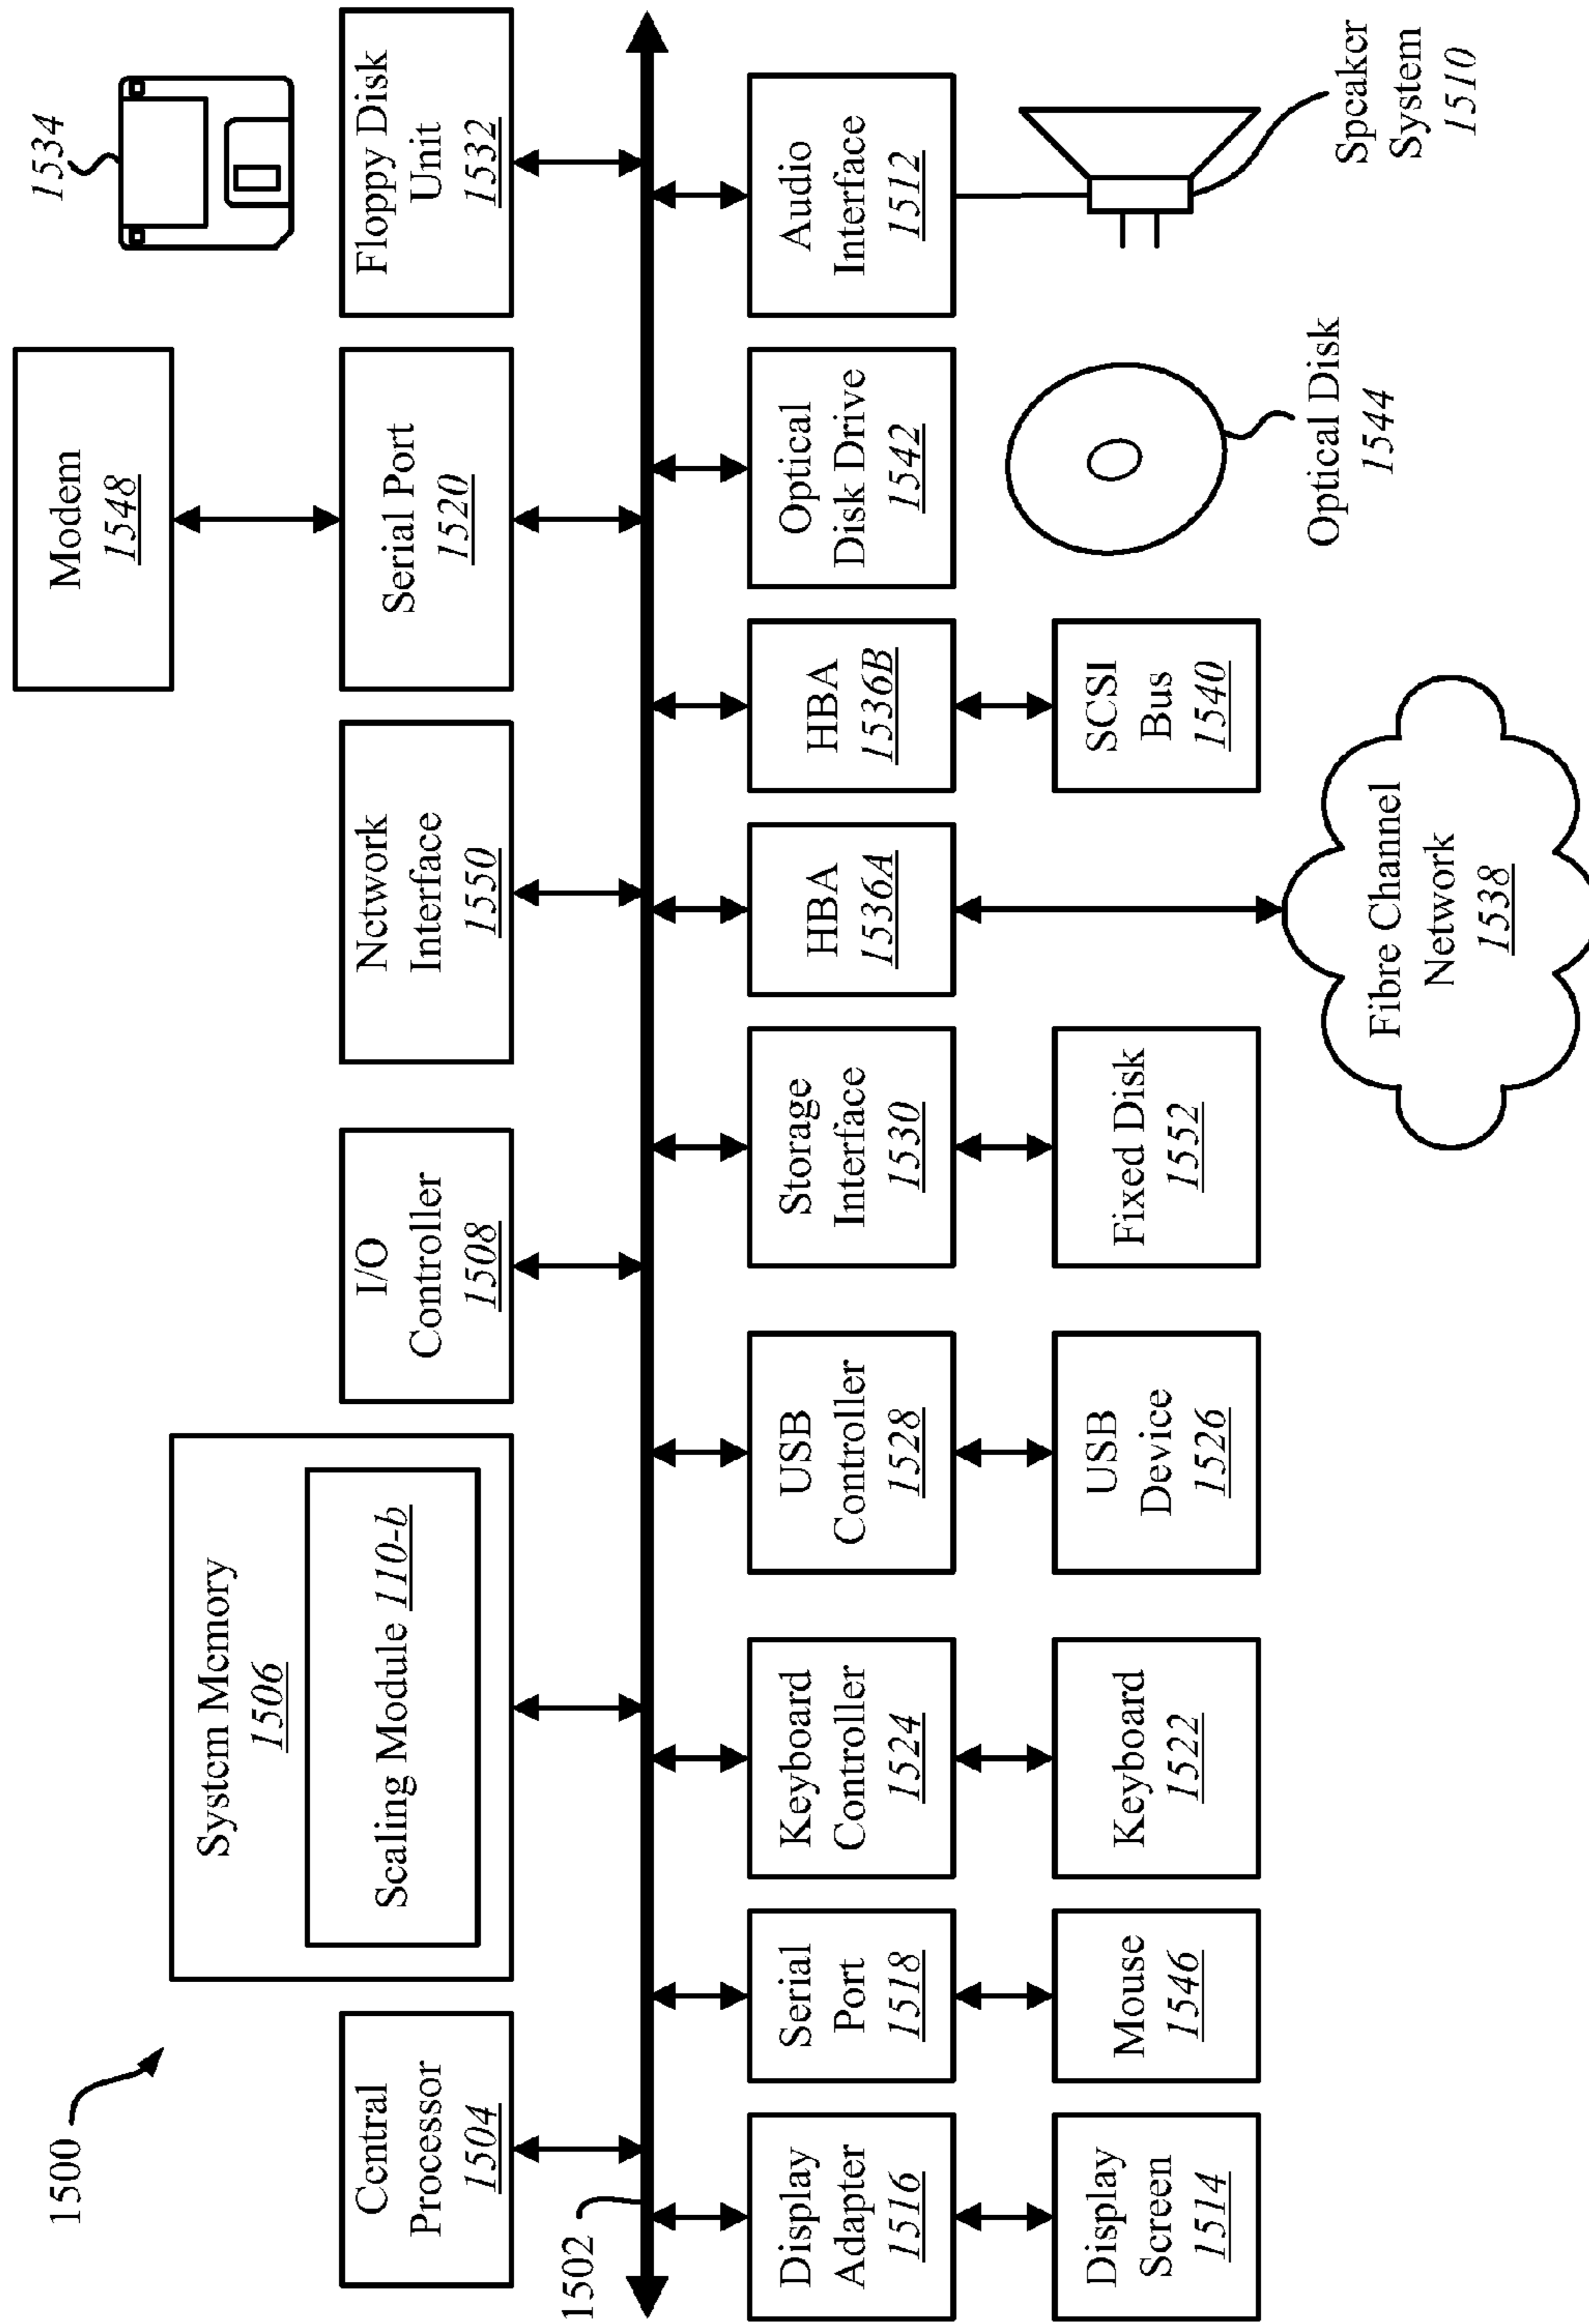 1500
Central
Processor
1504
System Memory
1506
Scaling Module 110-b
I/O
Controller
1508
Network
Interface
1550
Modem
1548
Serial Port
1520
1534
Floppy Disk
Unit
1532
1502
Display
Adapter
1516
Serial
Port
1518
Keyboard
Controller
1524
USB
Controller
1528
Storage
Interface
1530
HBA
1536A
HBA
1536B
Optical
Disk Drive
1542
Audio
Interface
1512
Display
Screen
1514
Mouse
1546
Keyboard
1522
USB
Device
1526
Fixed Disk
1552
SCSI
Bus
1540
Fibre Channel
Network
1538
Optical Disk
1544
Speaker
System
1510